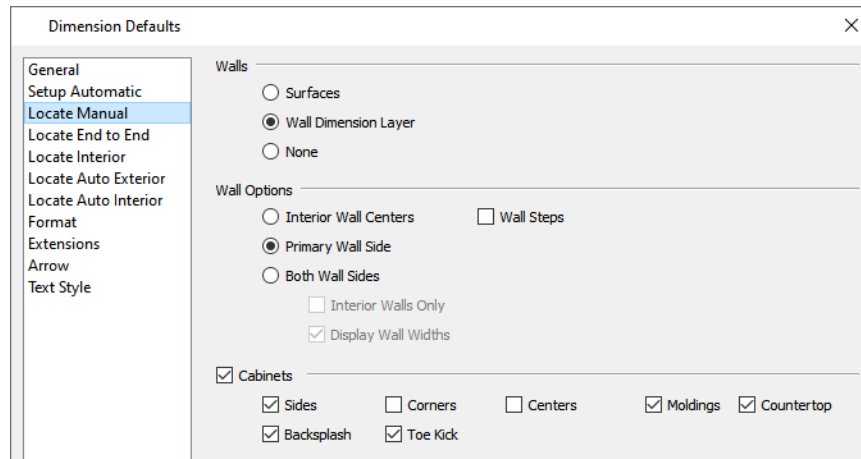 Dimension Defaults
General
Setup Automatic
Locate Manual
Locate End to End
Locate Interior
Locate Auto Exterior
Locate Auto Interior
Format
Extensions
Arrow
Text Style
Walls
Surfaces
Wall Dimension Layer
None
Wall Options
Interior Wall Centers Wall Steps
Primary Wall Side
Both Wall Sides
Interior Walls Only
Display Wall Widths
Cabinets
Sides Corners Centers Moldings Countertop
Backsplash Toe Kick